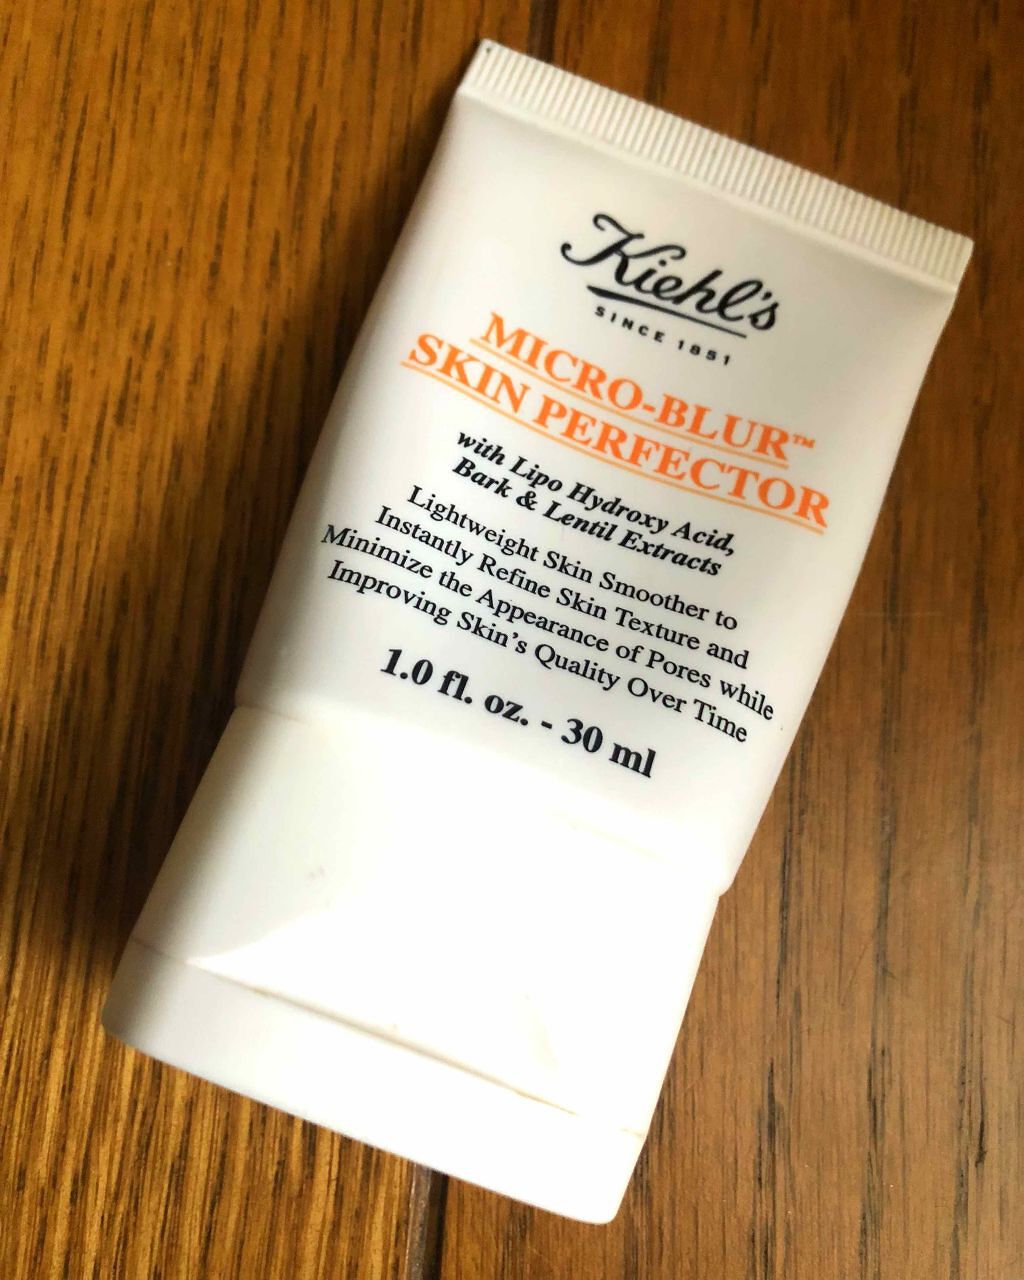 Kiehl's
SINCE 1851
MICRO-BLUR™
SKIN PERFECTOR
with Lipo Hydroxy Acid,
Bark & Lentil Extracts
Lightweight Skin Smoother to
Instantly Refine Skin Texture and
Minimize the Appearance of Pores while
Improving Skin's Quality Over Time
1.0 fl. oz. - 30 ml